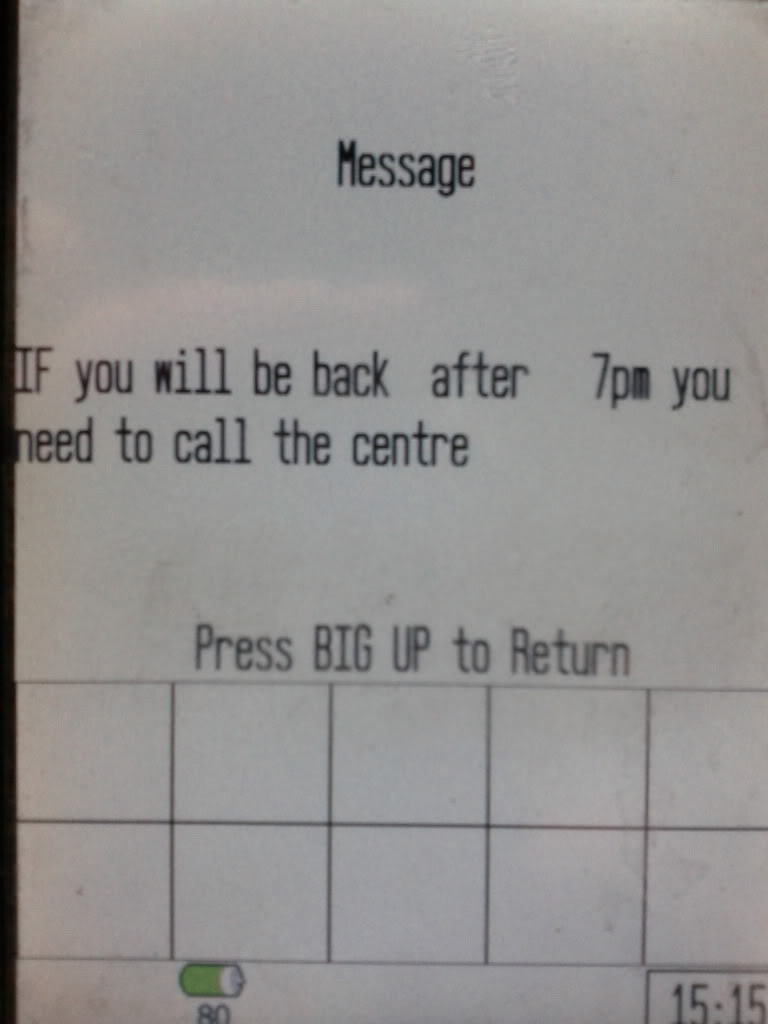 Message
IF you will be back after 7pm you
need to call the centre
Press BIG UP to Return
80
15:15